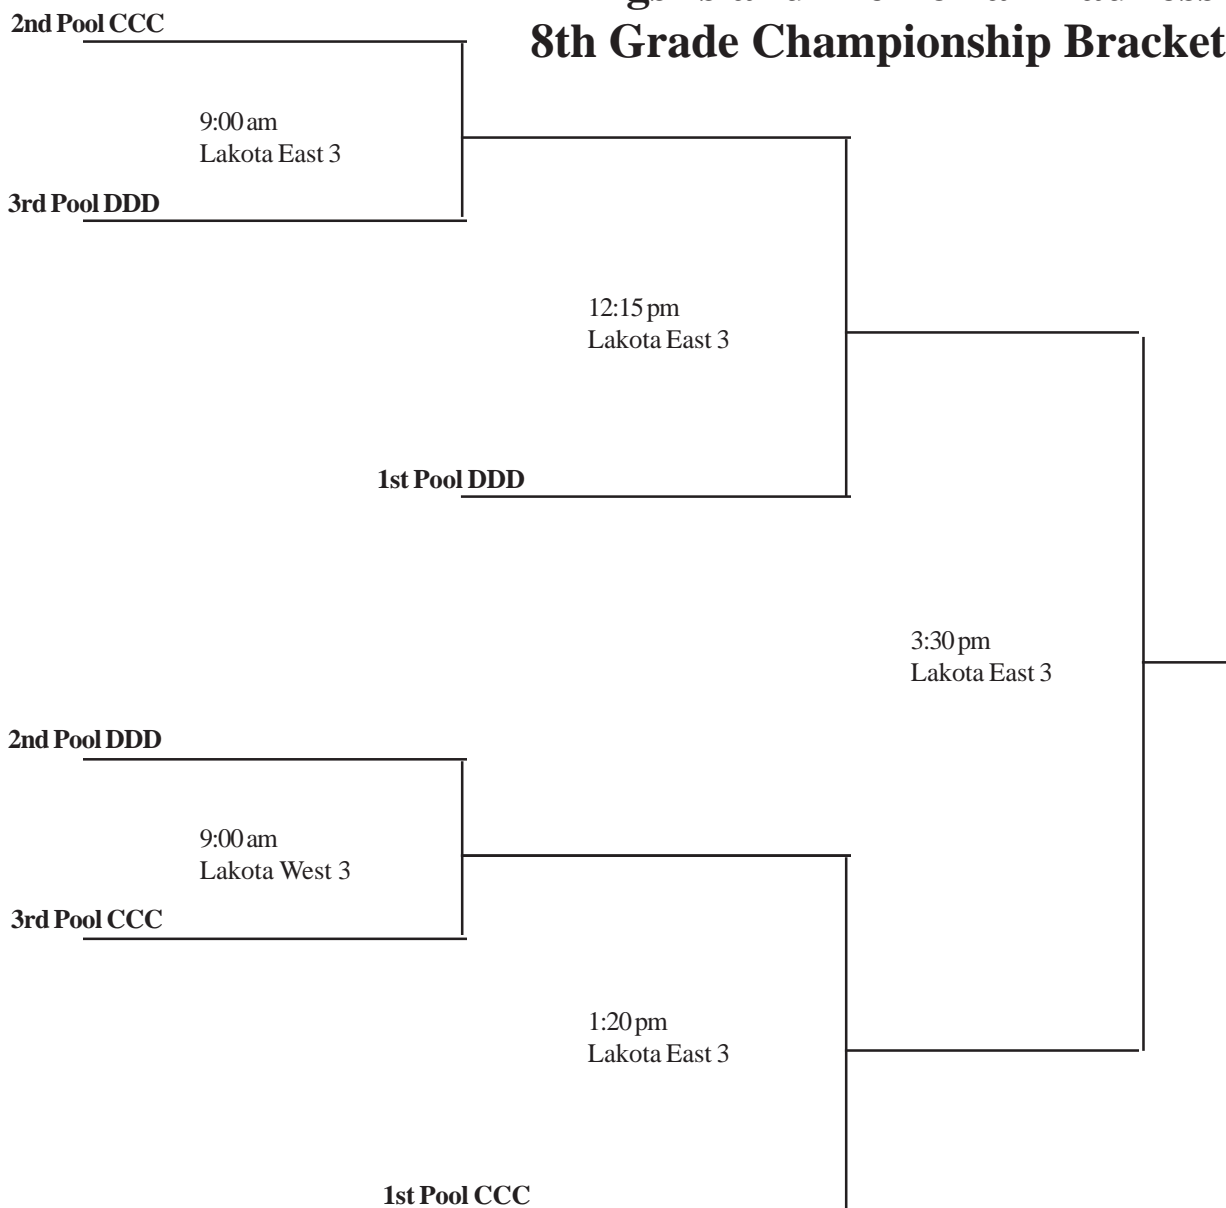 8th Grade Championship Bracket
2nd Pool CCC
9:00 am
Lakota East 3
3rd Pool DDD
12:15 pm
Lakota East 3
1st Pool DDD
3:30 pm
Lakota East 3
2nd Pool DDD
9:00 am
Lakota West 3
3rd Pool CCC
1:20 pm
Lakota East 3
1st Pool CCC